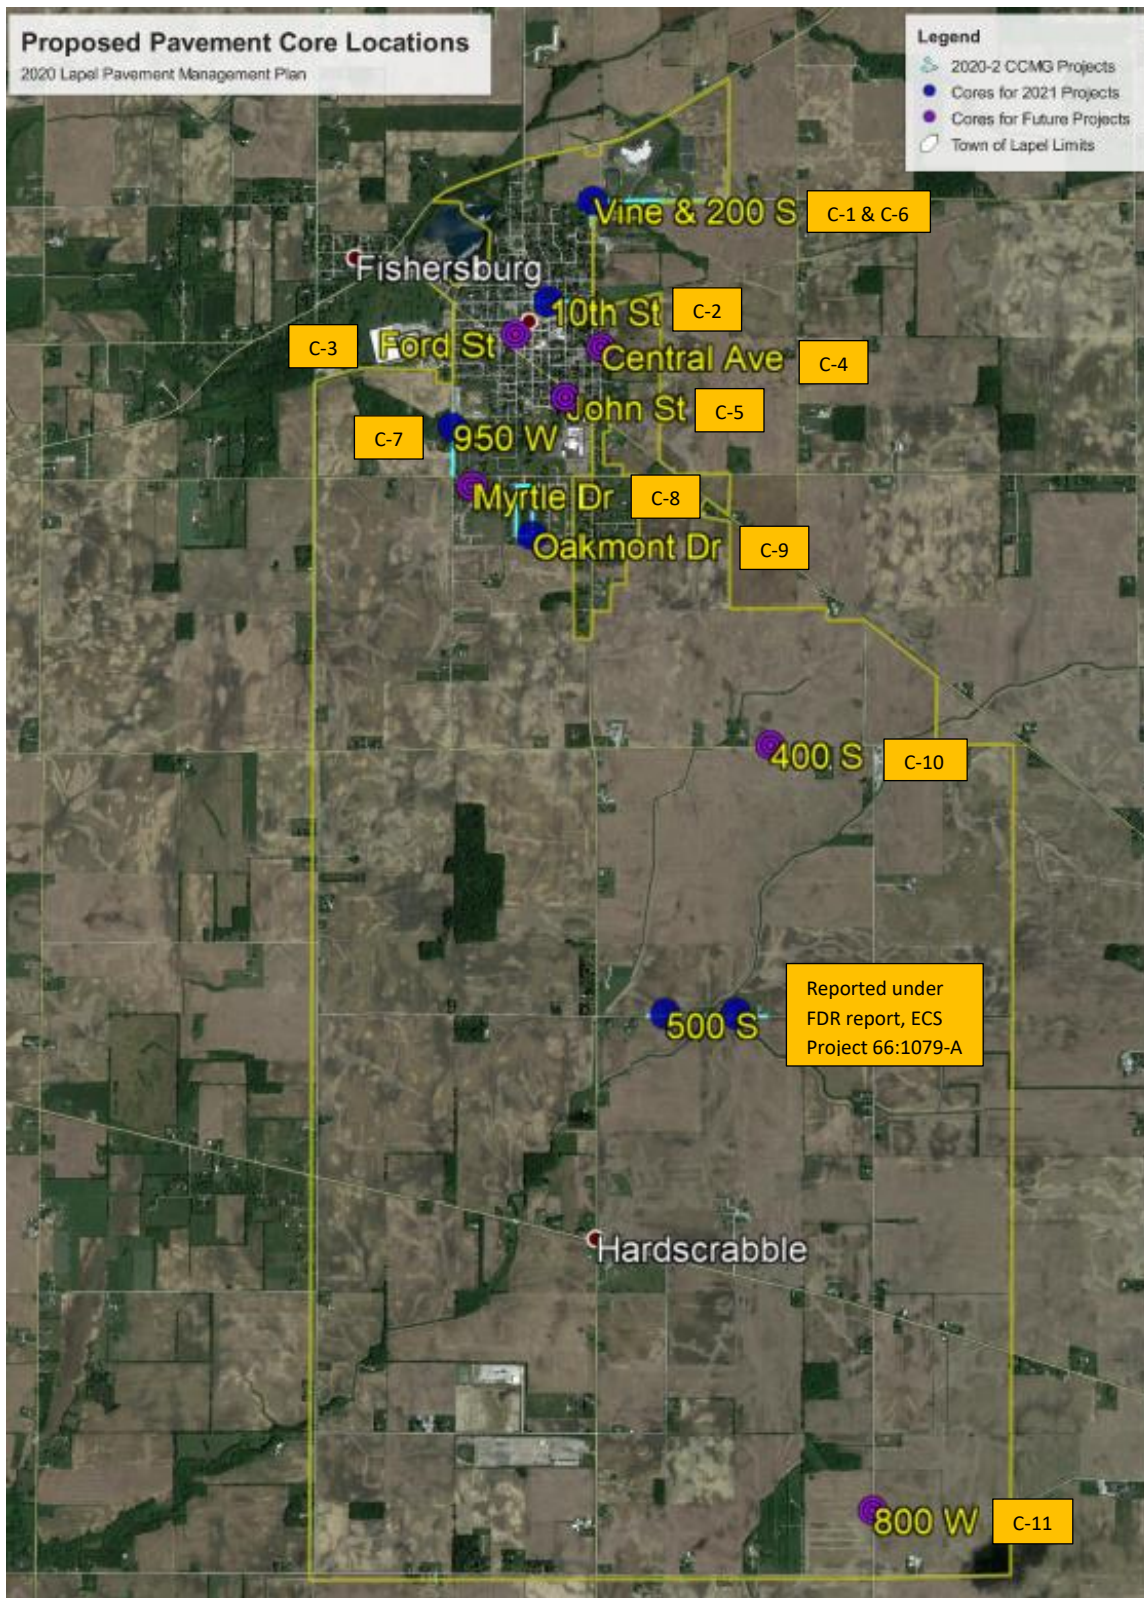 Proposed Pavement Core Locations
2020 Lapel Pavement Management Plan
Legend
2020-2 CCMG Projects
Cores for 2021 Projects
Cores for Future Projects
Town of Lapel Limits
Vine & 200 S
C-1 & C-6
Fishersburg
10th St
C-2
C-3
Ford St
Central Ave
C-4
John St
C-5
C-7
950 W
Myrtle Dr
C-8
Oakmont Dr
C-9
400 S
C-10
Reported under
FDR report, ECS
Project 66:1079-A
500 S
Hardscrabble
800 W
C-11